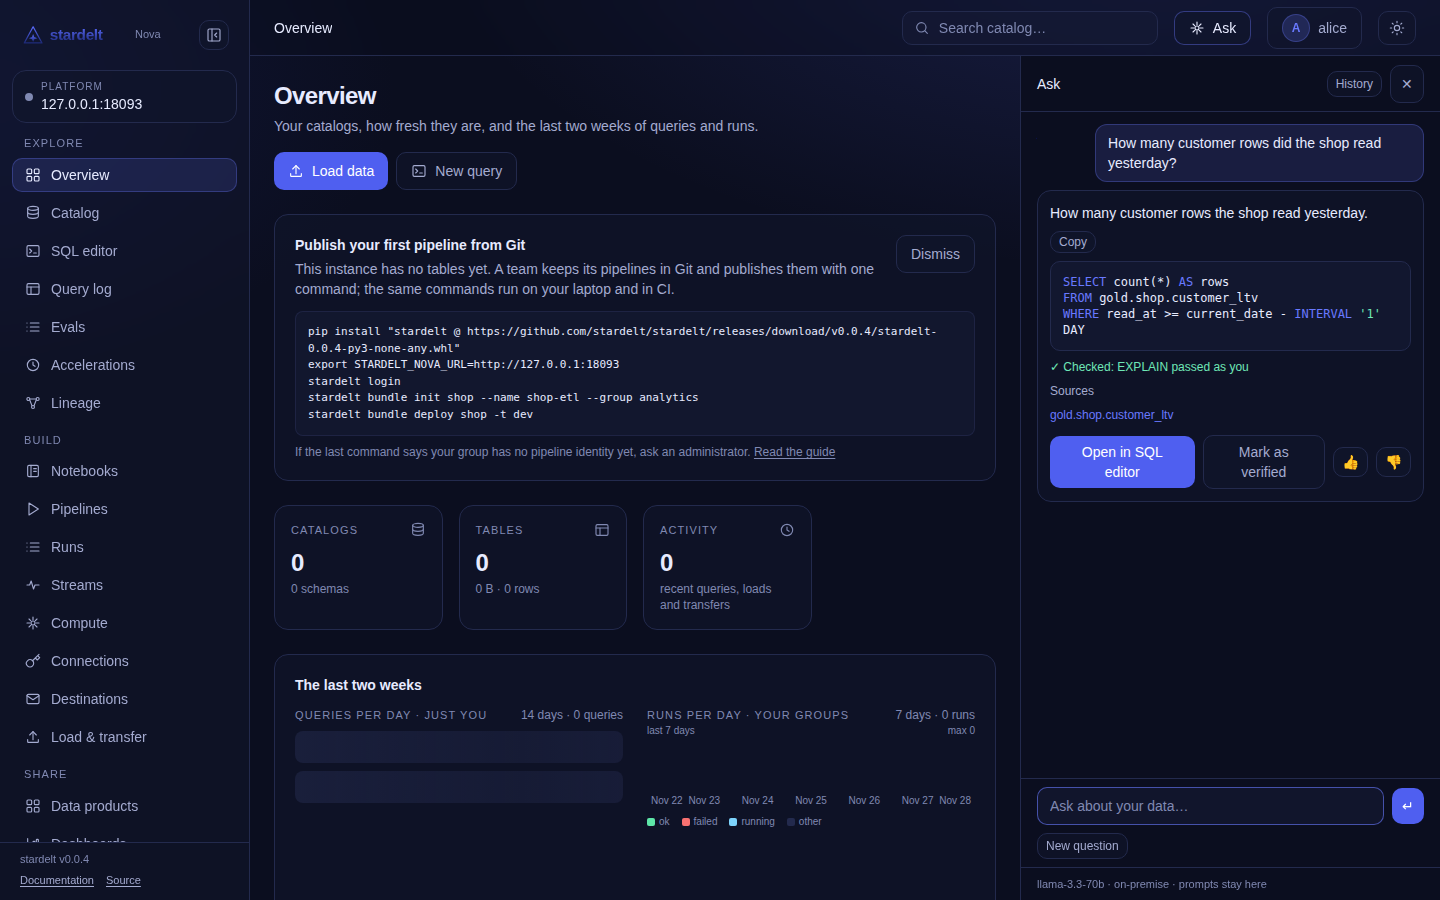 stardelt
Nova
PLATFORM
127.0.0.1:18093
EXPLORE
Overview
Catalog
SQL editor
Query log
Evals
Accelerations
Lineage
BUILD
Notebooks
Pipelines
Runs
Streams
Compute
Connections
Destinations
Load & transfer
SHARE
Data products
Dashboards
stardelt v0.0.4
Documentation Source
Overview
Search catalog…
Ask
A alice
Overview
Your catalogs, how fresh they are, and the last two weeks of queries and runs.
Load data
New query
Publish your first pipeline from Git
This instance has no tables yet. A team keeps its pipelines in Git and publishes them with one
command; the same commands run on your laptop and in CI.
Dismiss
pip install "stardelt @ https://github.com/stardelt/stardelt/releases/download/v0.0.4/stardelt-
0.0.4-py3-none-any.whl"
export STARDELT_NOVA_URL=http://127.0.0.1:18093
stardelt login
stardelt bundle init shop --name shop-etl --group analytics
stardelt bundle deploy shop -t dev
If the last command says your group has no pipeline identity yet, ask an administrator. Read the guide
CATALOGS
0
0 schemas
TABLES
0
0 B · 0 rows
ACTIVITY
0
recent queries, loads
and transfers
The last two weeks
QUERIES PER DAY · JUST YOU
14 days · 0 queries
RUNS PER DAY · YOUR GROUPS
7 days · 0 runs
last 7 days
max 0
Nov 22 Nov 23 Nov 24 Nov 25 Nov 26 Nov 27 Nov 28
ok failed running other
Ask
History
✕
How many customer rows did the shop read
yesterday?
How many customer rows the shop read yesterday.
Copy
SELECT count(*) AS rows
FROM gold.shop.customer_ltv
WHERE read_at >= current_date - INTERVAL '1'
DAY
✓ Checked: EXPLAIN passed as you
Sources
gold.shop.customer_ltv
Open in SQL
editor
Mark as
verified
Ask about your data…
↵
New question
llama-3.3-70b · on-premise · prompts stay here